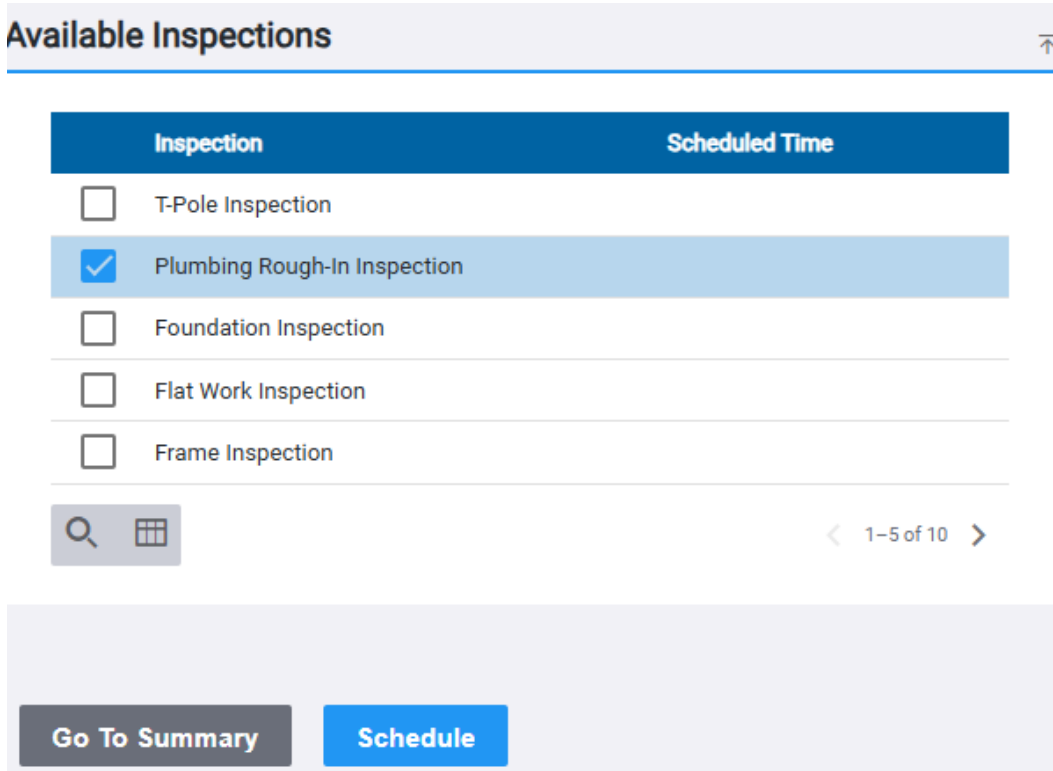 Available Inspections
Inspection Scheduled Time
T-Pole Inspection
Plumbing Rough-In Inspection
Foundation Inspection
Flat Work Inspection
Frame Inspection
1–5 of 10
Go To Summary Schedule